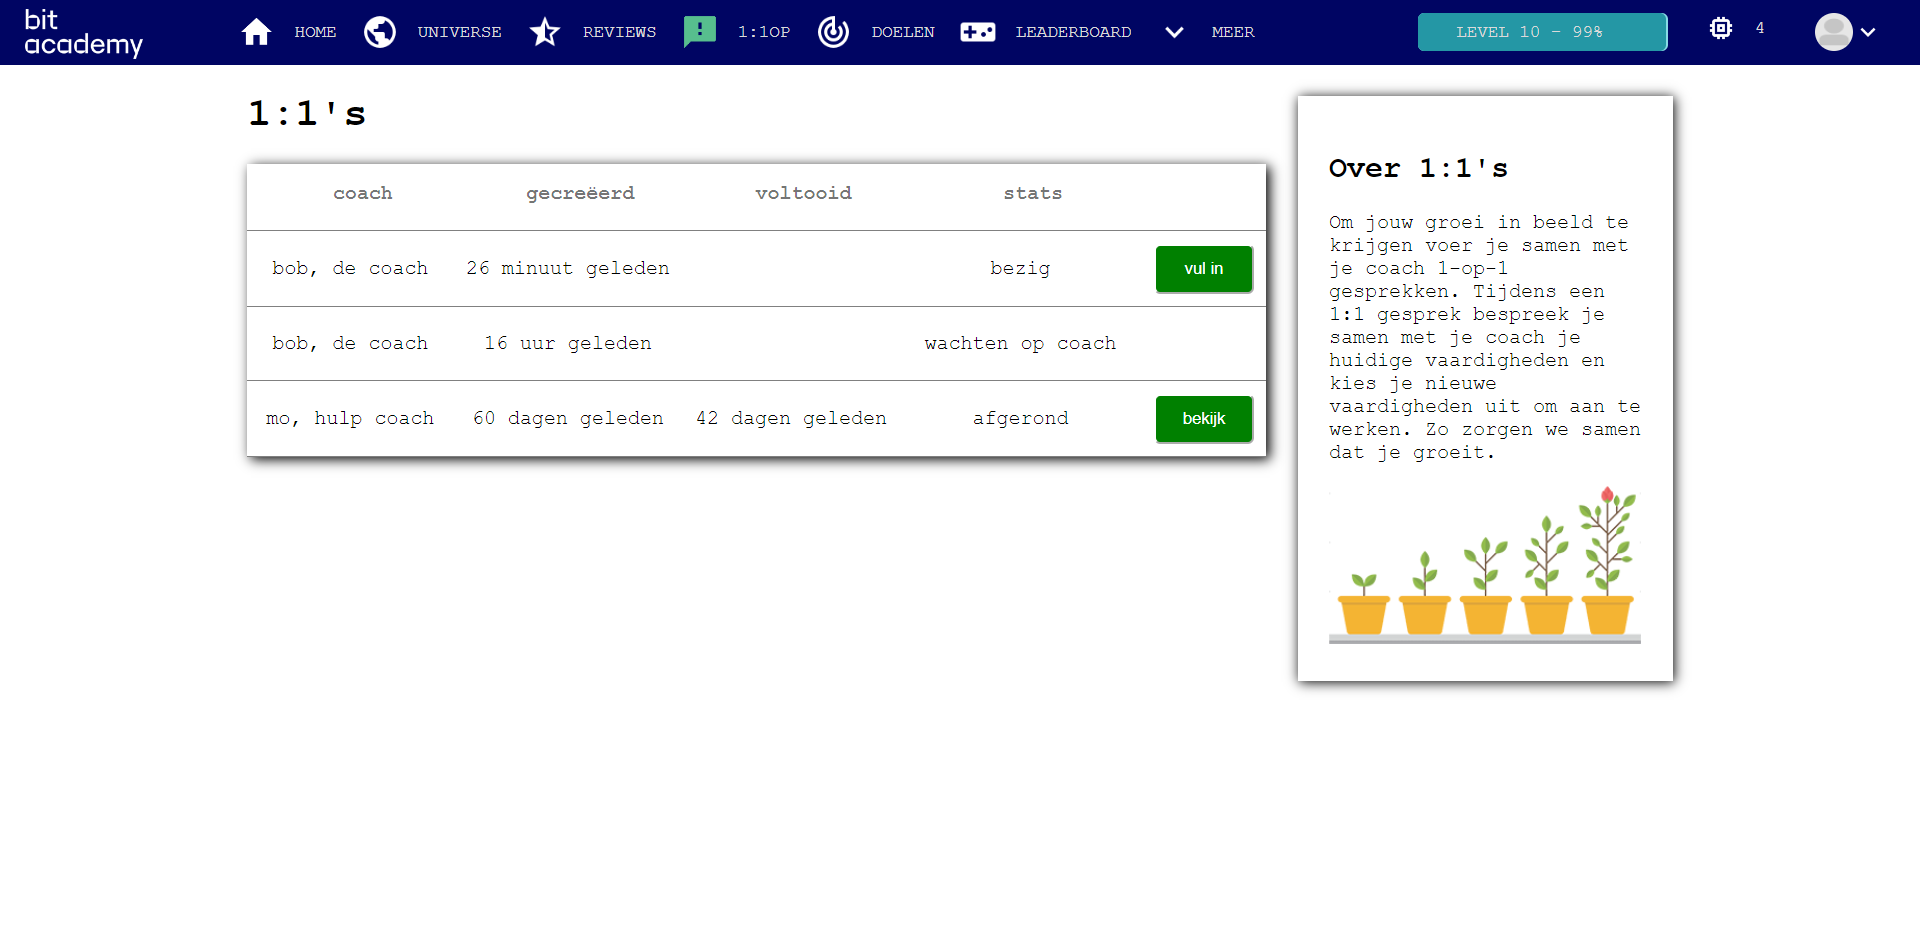 bit
academy
HOME UNIVERSE REVIEWS 1:1OP DOELEN LEADERBOARD MEER LEVEL 10 - 99% 4
1:1's
coach gecreëerd voltooid stats
bob, de coach 26 minuut geleden bezig vul in
bob, de coach 16 uur geleden wachten op coach
mo, hulp coach 60 dagen geleden 42 dagen geleden afgerond bekijk
Over 1:1's
Om jouw groei in beeld te
krijgen voer je samen met
je coach 1-op-1
gesprekken. Tijdens een
1:1 gesprek bespreek je
samen met je coach je
huidige vaardigheden en
kies je nieuwe
vaardigheden uit om aan te
werken. Zo zorgen we samen
dat je groeit.